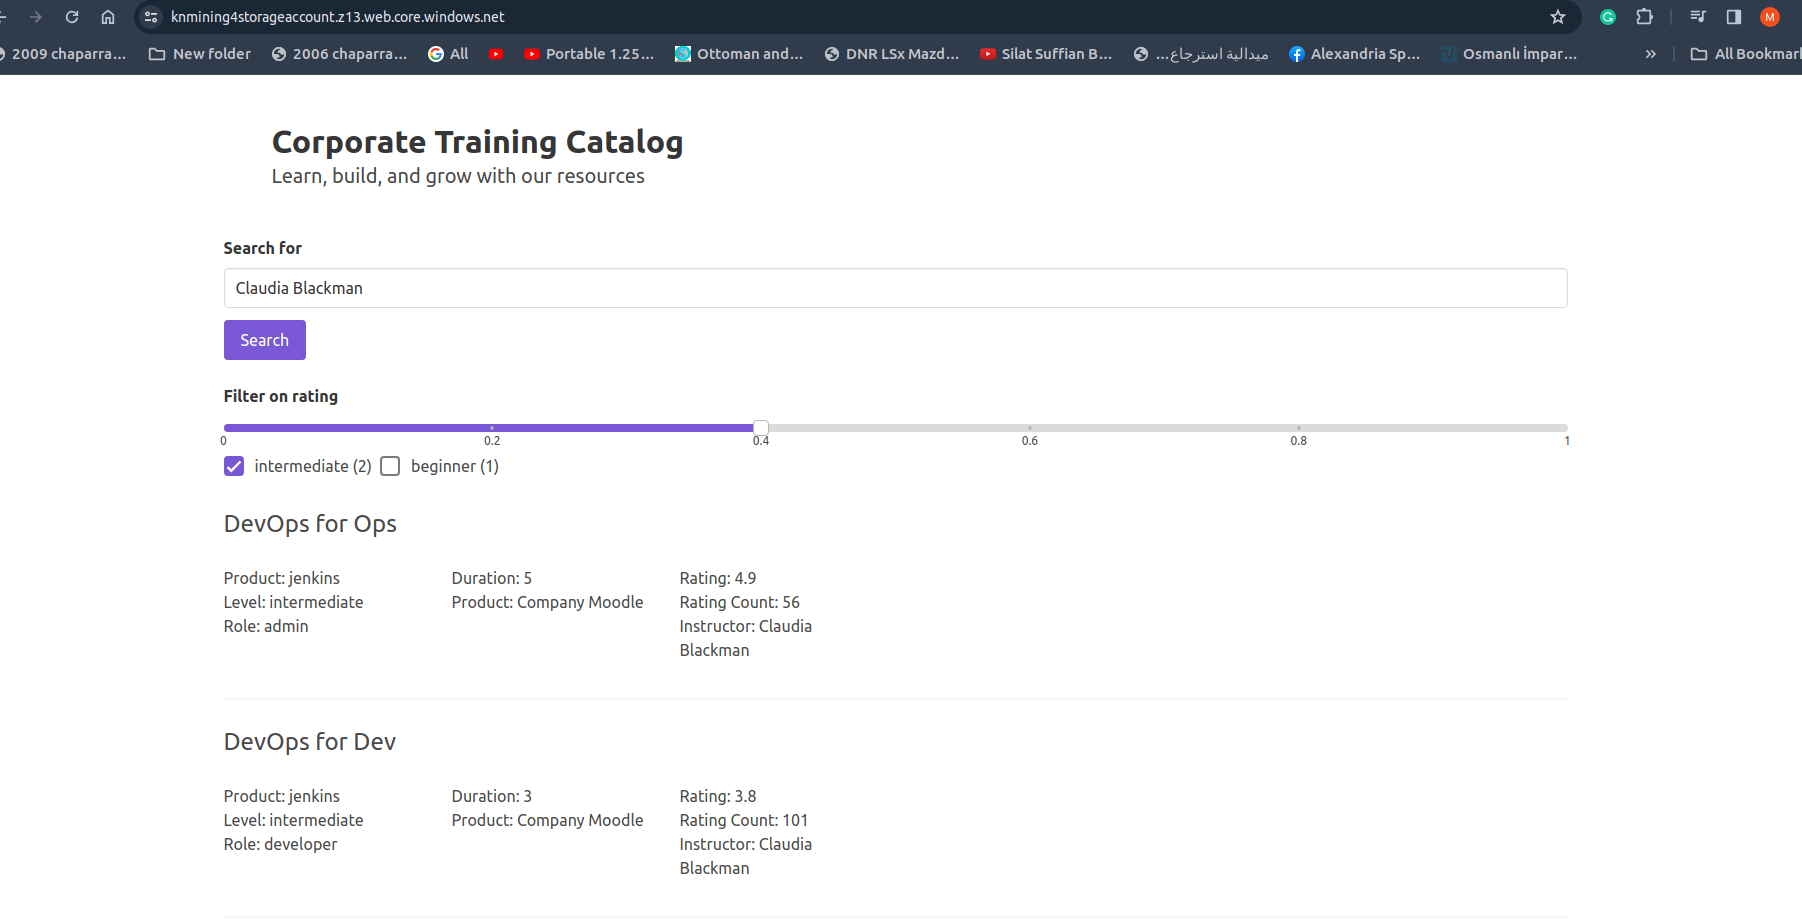 knmining4storageaccount.z13.web.core.windows.net
G
M
2009 chaparra... New folder 2006 chaparra... All Portable 1.25... Ottoman and... DNR LSx Mazd... Silat Suffian B... ميدالية استرجاع... Alexandria Sp... Osmanlı İmpar... » All Bookmark
Corporate Training Catalog
Learn, build, and grow with our resources
Search for
Claudia Blackman
Search
Filter on rating
0 0.2 0.4 0.6 0.8 1
intermediate (2) beginner (1)
DevOps for Ops
Product: jenkins Duration: 5 Rating: 4.9
Level: intermediate Product: Company Moodle Rating Count: 56
Role: admin Instructor: Claudia
Blackman
DevOps for Dev
Product: jenkins Duration: 3 Rating: 3.8
Level: intermediate Product: Company Moodle Rating Count: 101
Role: developer Instructor: Claudia
Blackman